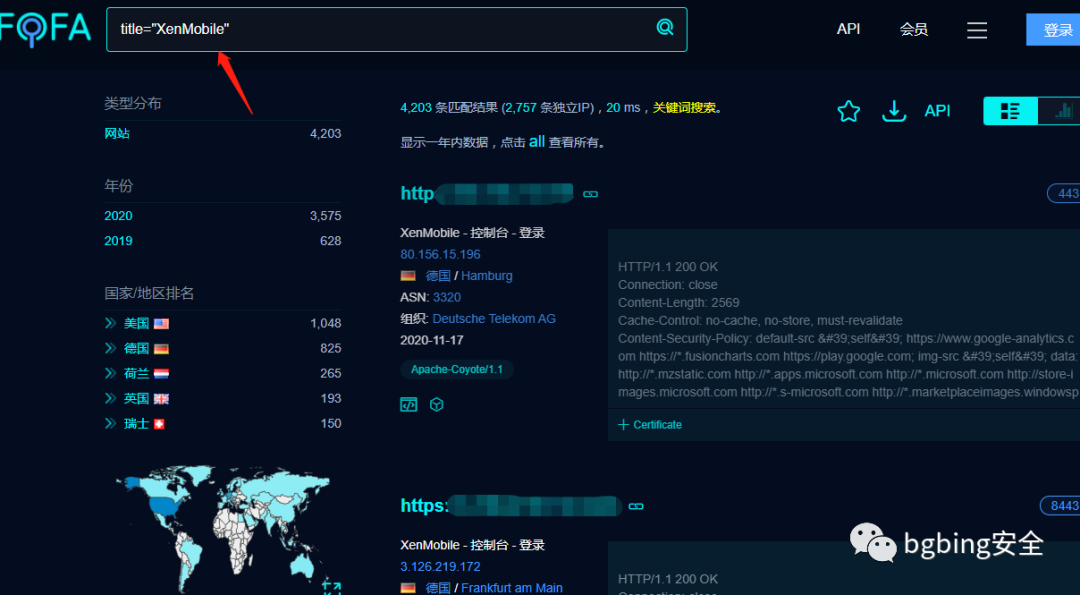 FOFA
title="XenMobile"
API
会员
登录
类型分布
网站 4,203
年份
2020 3,575
2019 628
国家/地区排名
美国 1,048
德国 825
荷兰 265
英国 193
瑞士 150
4,203 条匹配结果 (2,757 条独立IP)，20 ms，关键词搜索。
显示一年内数据，点击 all 查看所有。
API
http
443
XenMobile - 控制台 - 登录
80.156.15.196
德国 / Hamburg
ASN: 3320
组织: Deutsche Telekom AG
2020-11-17
Apache-Coyote/1.1
HTTP/1.1 200 OK
Connection: close
Content-Length: 2569
Cache-Control: no-cache, no-store, must-revalidate
Content-Security-Policy: default-src &#39;self&#39; https://www.google-analytics.c
om https://*.fusioncharts.com https://play.google.com; img-src &#39;self&#39; data:
http://*.mzstatic.com http://*.apps.microsoft.com http://*.microsoft.com http://store-i
mages.microsoft.com http://*.s-microsoft.com http://*.marketplaceimages.windowsp
Certificate
https:
8443
XenMobile - 控制台 - 登录
3.126.219.172
德国 / Frankfurt am Main
HTTP/1.1 200 OK
Connection: close
bgbing安全